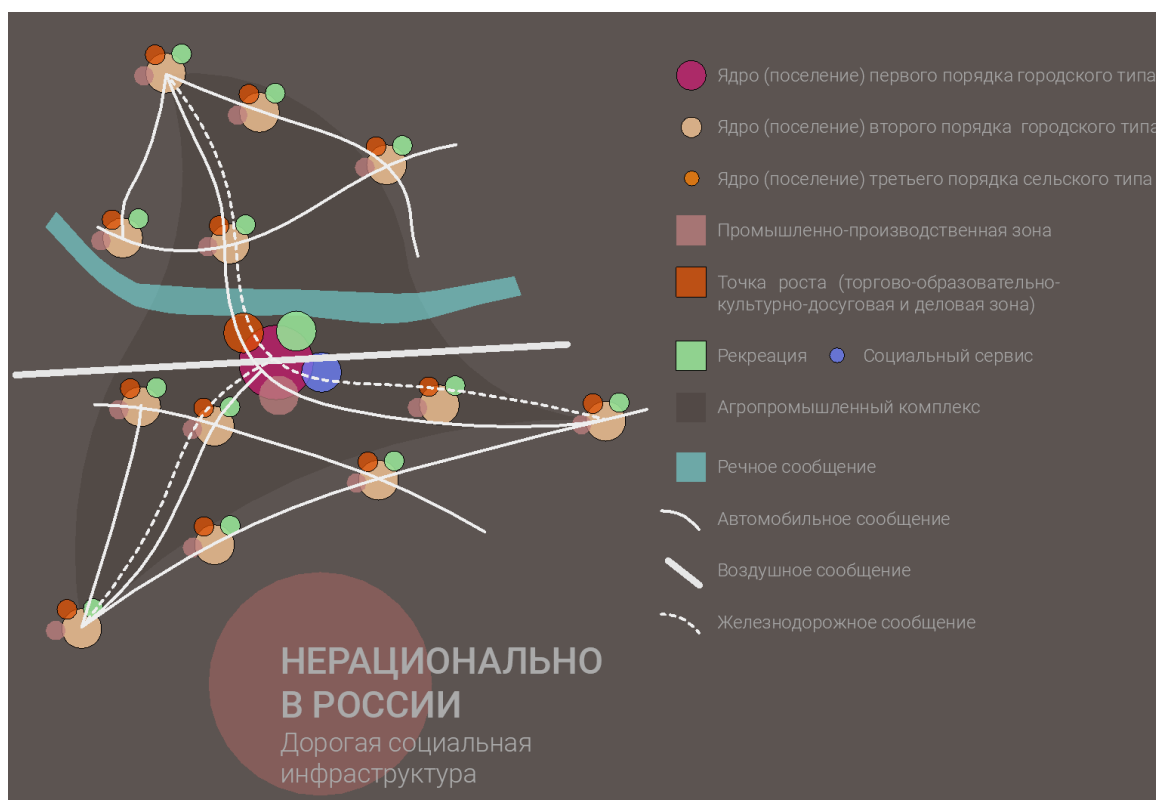 Ядро (поселение) первого порядка городского типа
Ядро (поселение) второго порядка городского типа
Ядро (поселение) третьего порядка сельского типа
Промышленно-производственная зона
Точка роста (торгово-образовательно-
культурно-досуговая и деловая зона)
Рекреация Социальный сервис
Агропромышленный комплекс
Речное сообщение
Автомобильное сообщение
Воздушное сообщение
Железнодорожное сообщение
НЕРАЦИОНАЛЬНО
В РОССИИ
Дорогая социальная
инфраструктура